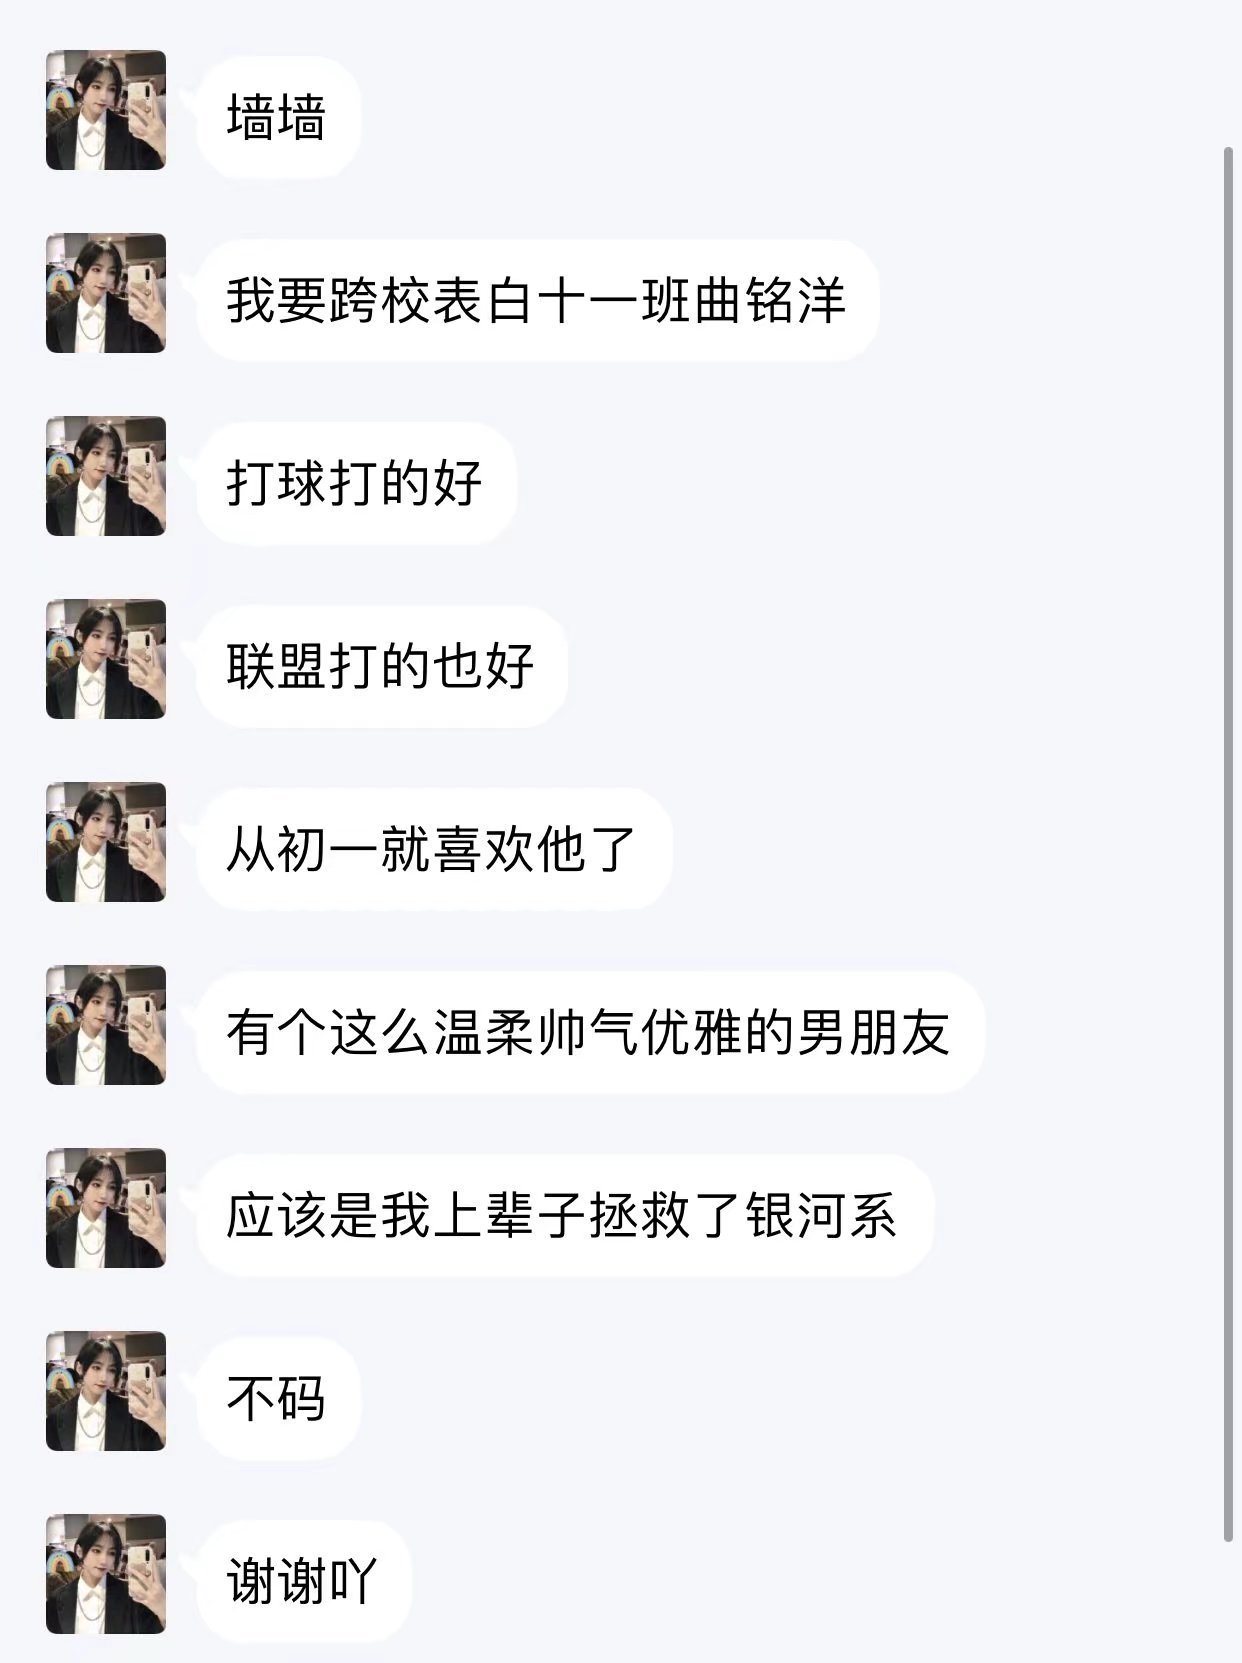 墙墙
我要跨校表白十一班曲铭洋
打球打的好
联盟打的也好
从初一就喜欢他了
有个这么温柔帅气优雅的男朋友
应该是我上辈子拯救了银河系
不码
谢谢吖